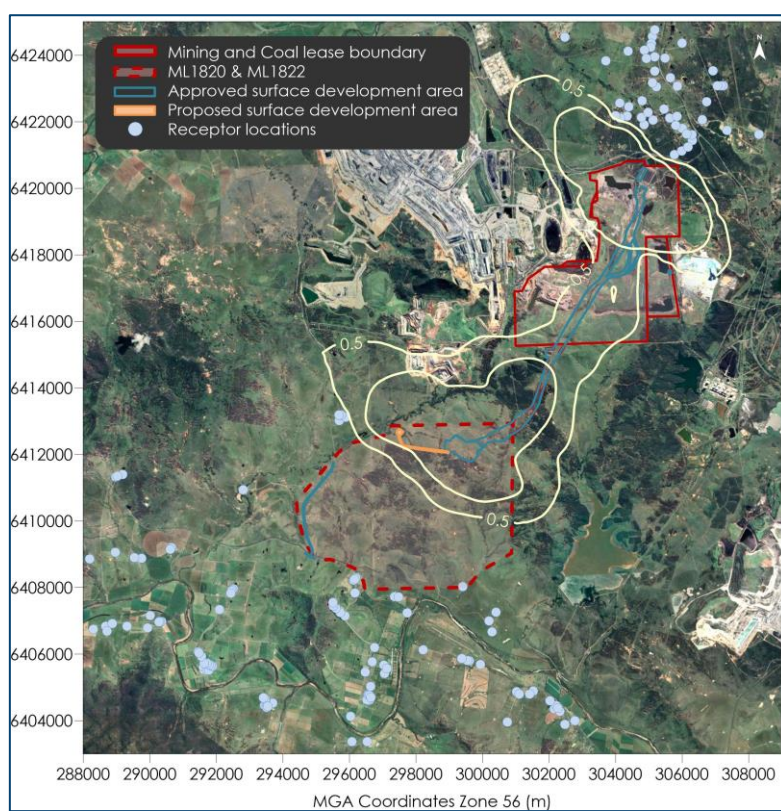 Mining and Coal lease boundary
ML1820 & ML1822
Approved surface development area
Proposed surface development area
Receptor locations
N
6424000
6422000
6420000
6418000
6416000
6414000
6412000
6410000
6408000
6406000
6404000
0.5
0.5
0.5
0.5
288000 290000 292000 294000 296000 298000 300000 302000 304000 306000 308000
MGA Coordinates Zone 56 (m)